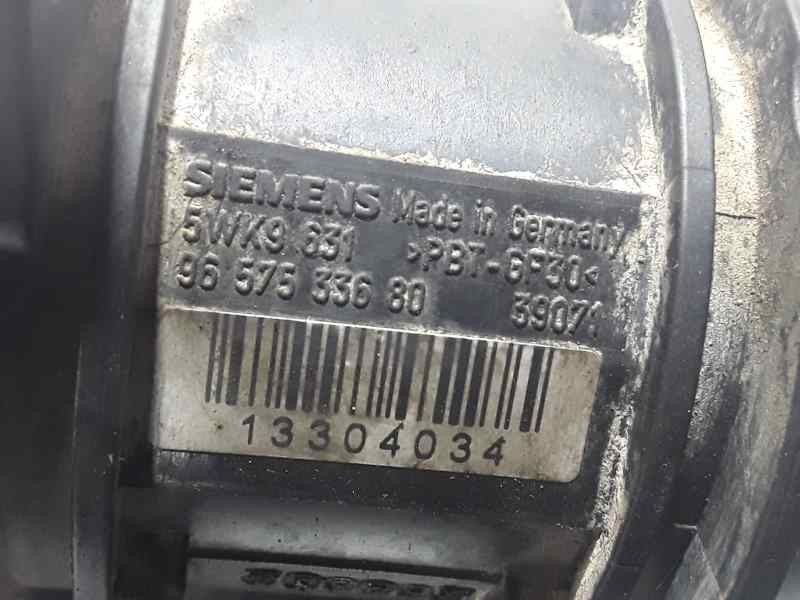 SIEMENS Made in Germany
5WK9 631 >PBT-GF30<
96 575 336 80 39071
13304034